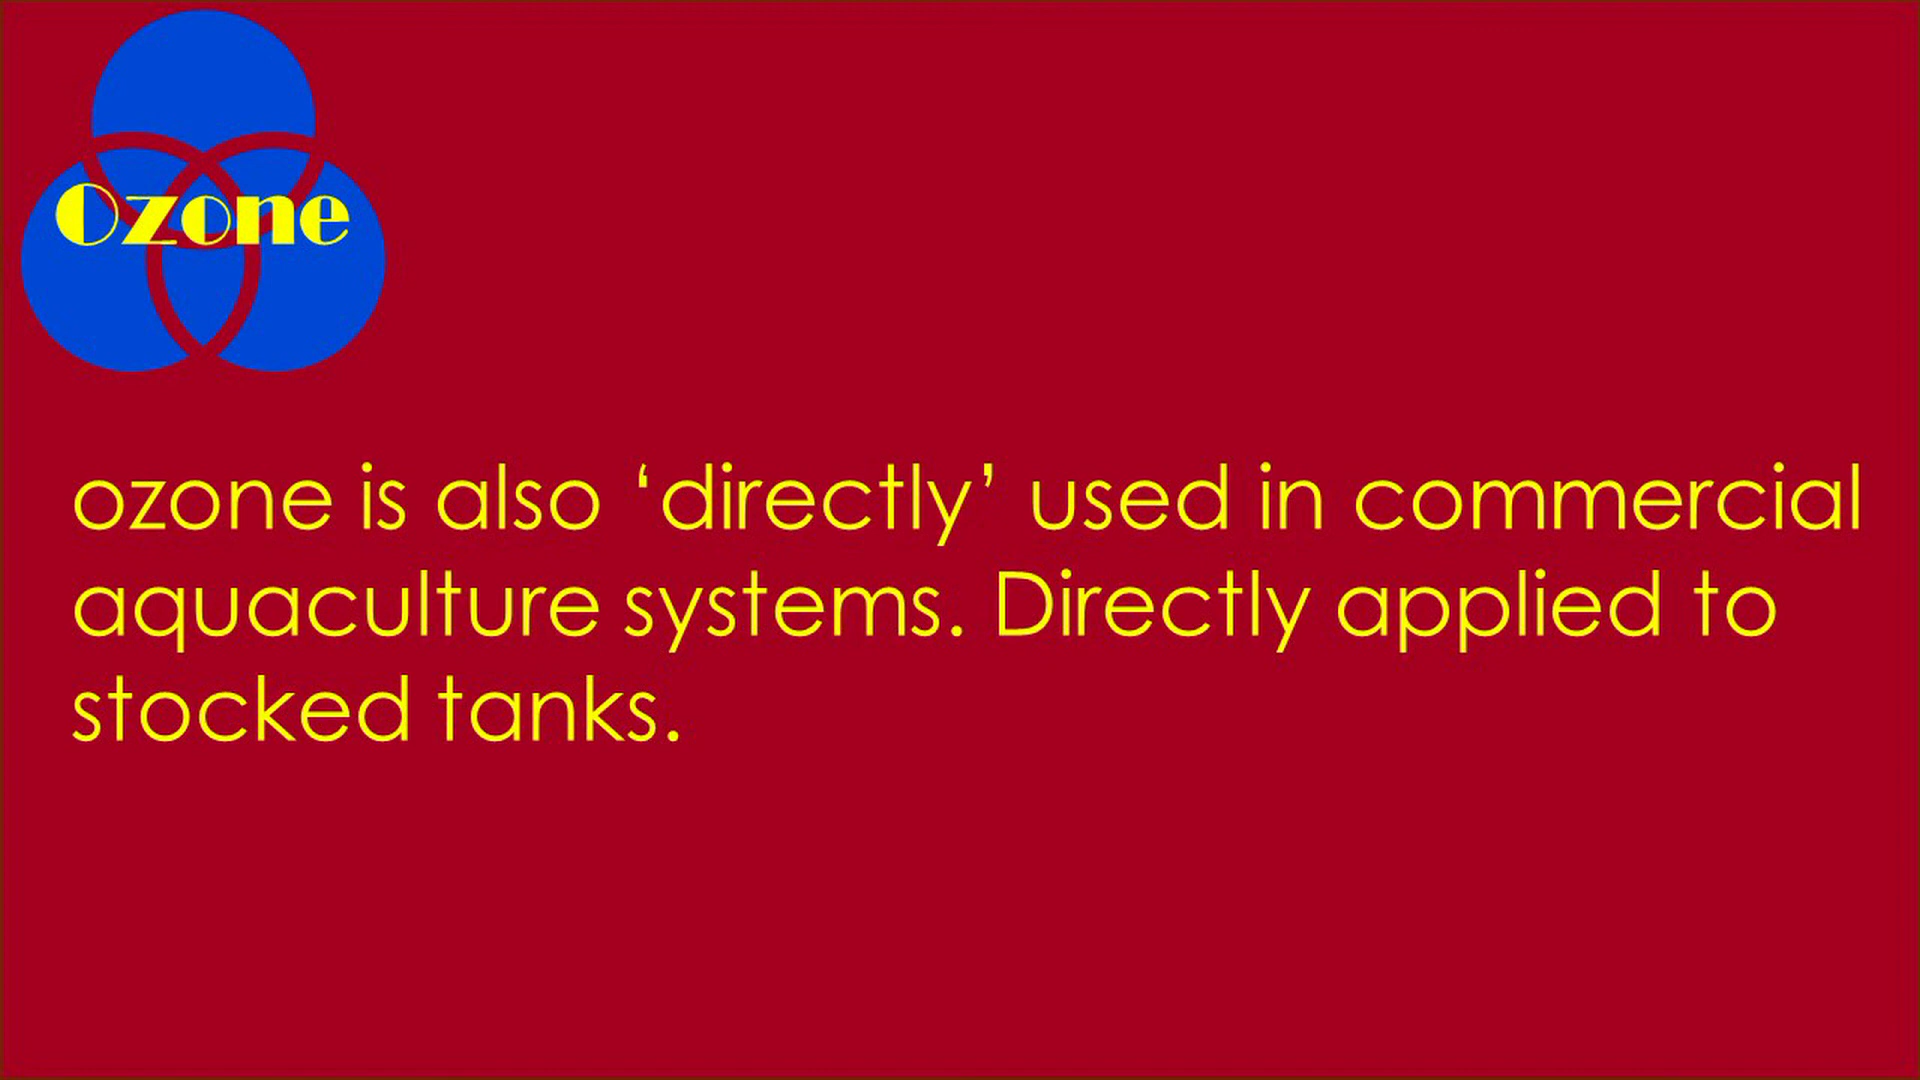 Ozone
ozone is also ‘directly’ used in commercial
aquaculture systems. Directly applied to
stocked tanks.